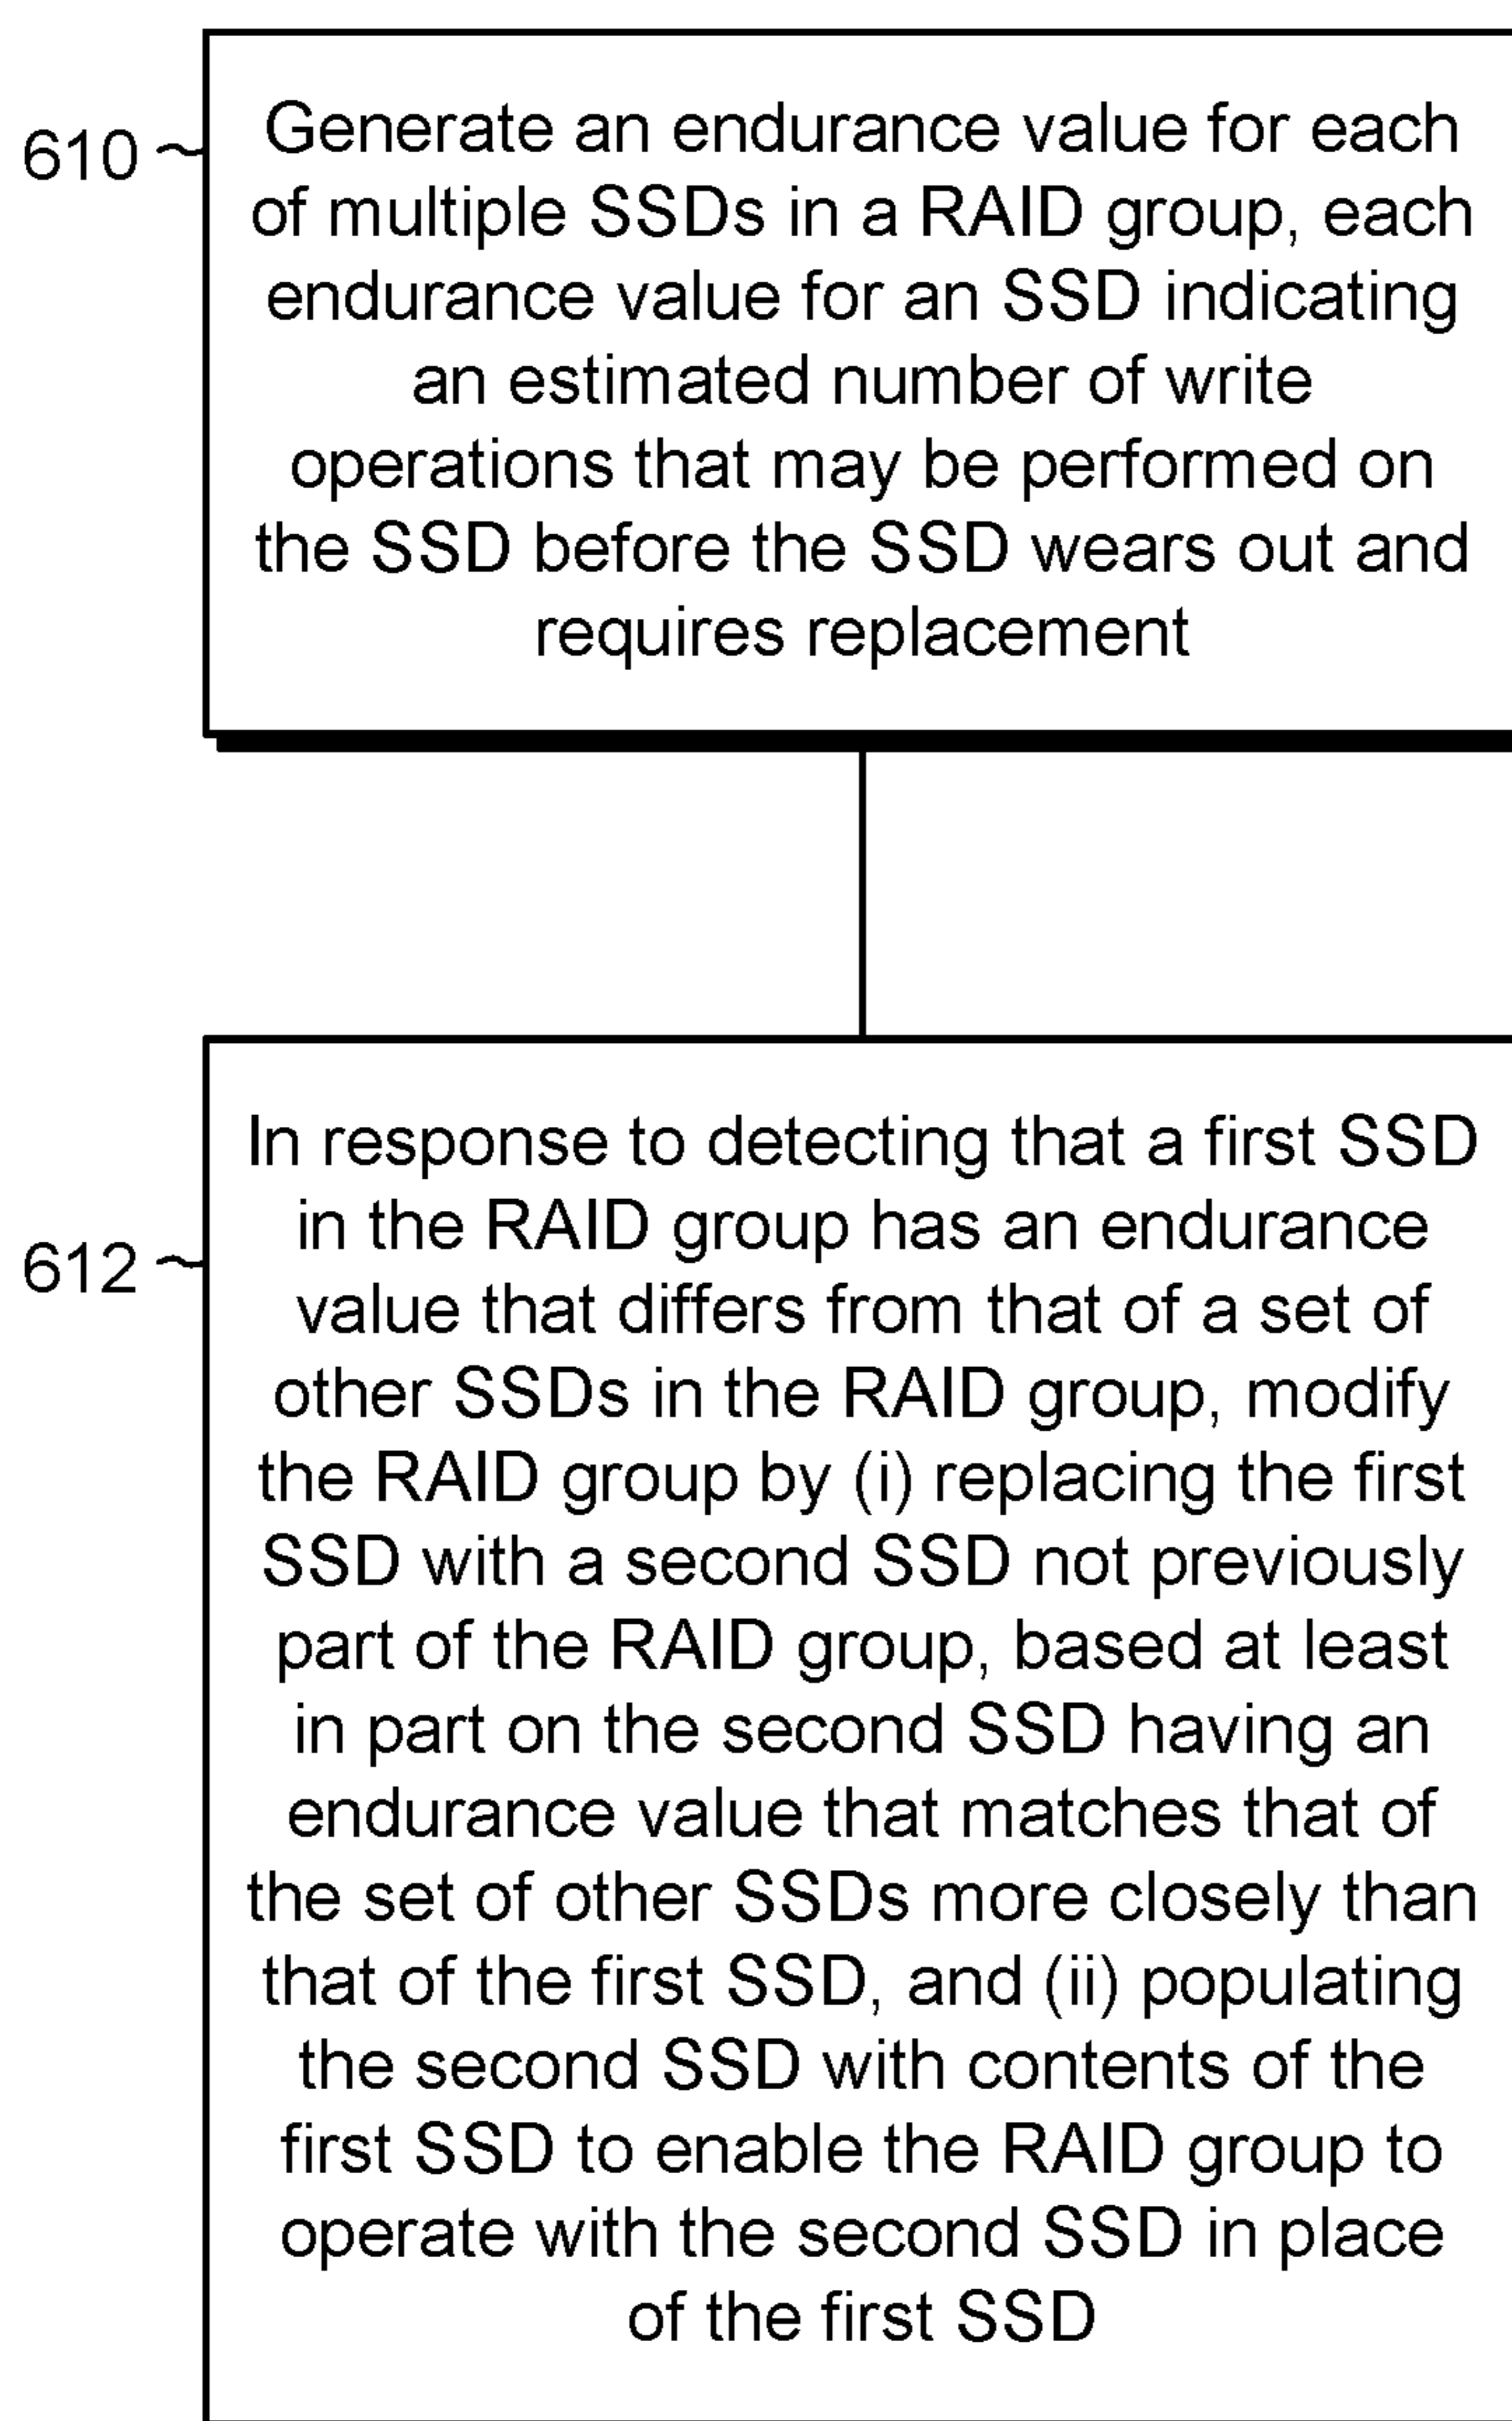 610
Generate an endurance value for each
of multiple SSDs in a RAID group, each
endurance value for an SSD indicating
an estimated number of write
operations that may be performed on
the SSD before the SSD wears out and
requires replacement
612
In response to detecting that a first SSD
in the RAID group has an endurance
value that differs from that of a set of
other SSDs in the RAID group, modify
the RAID group by (i) replacing the first
SSD with a second SSD not previously
part of the RAID group, based at least
in part on the second SSD having an
endurance value that matches that of
the set of other SSDs more closely than
that of the first SSD, and (ii) populating
the second SSD with contents of the
first SSD to enable the RAID group to
operate with the second SSD in place
of the first SSD